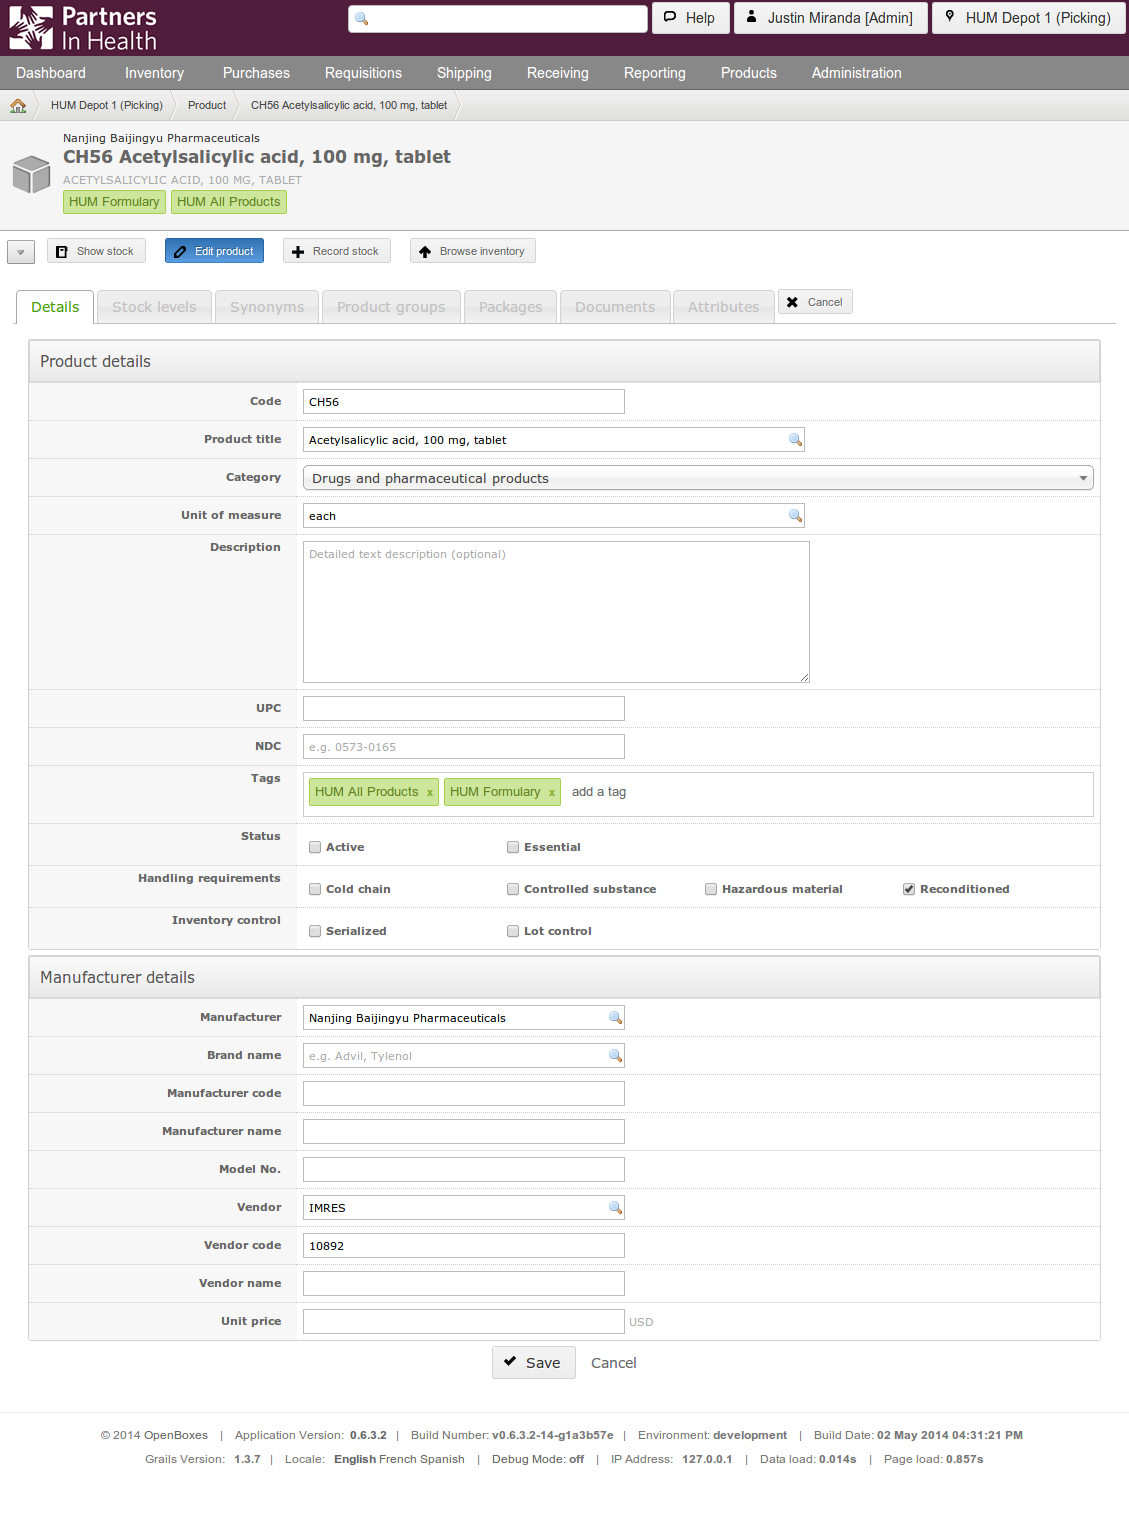 Partners
In Health
Help
Justin Miranda [Admin]
HUM Depot 1 (Picking)
Dashboard Inventory Purchases Requisitions Shipping Receiving Reporting Products Administration
HUM Depot 1 (Picking) Product CH56 Acetylsalicylic acid, 100 mg, tablet
Nanjing Baijingyu Pharmaceuticals
CH56 Acetylsalicylic acid, 100 mg, tablet
ACETYLSALICYLIC ACID, 100 MG, TABLET
HUM Formulary HUM All Products
Show stock Edit product Record stock Browse inventory
Details Stock levels Synonyms Product groups Packages Documents Attributes Cancel
Product details
Code CH56
Product title Acetylsalicylic acid, 100 mg, tablet
Category Drugs and pharmaceutical products
Unit of measure each
Description Detailed text description (optional)
UPC
NDC e.g. 0573-0165
Tags HUM All Products x HUM Formulary x add a tag
Status Active Essential
Handling requirements Cold chain Controlled substance Hazardous material Reconditioned
Inventory control Serialized Lot control
Manufacturer details
Manufacturer Nanjing Baijingyu Pharmaceuticals
Brand name e.g. Advil, Tylenol
Manufacturer code
Manufacturer name
Model No.
Vendor IMRES
Vendor code 10892
Vendor name
Unit price USD
Save Cancel
© 2014 OpenBoxes | Application Version: 0.6.3.2 | Build Number: v0.6.3.2-14-g1a3b57e | Environment: development | Build Date: 02 May 2014 04:31:21 PM
Grails Version: 1.3.7 | Locale: English French Spanish | Debug Mode: off | IP Address: 127.0.0.1 | Data load: 0.014s | Page load: 0.857s